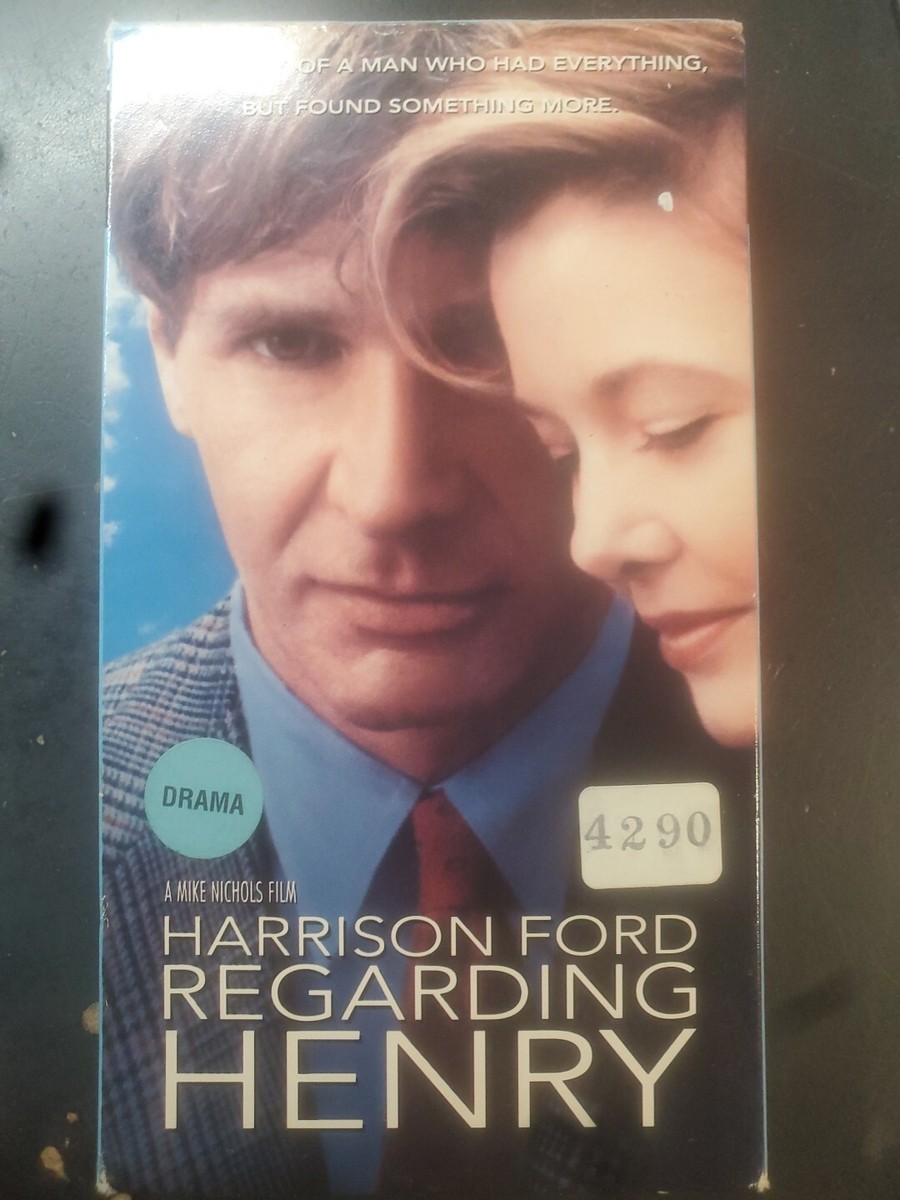 OF A MAN WHO HAD EVERYTHING,
BUT FOUND SOMETHING MORE.
DRAMA
4290
A MIKE NICHOLS FILM
HARRISON FORD
REGARDING
HENRY